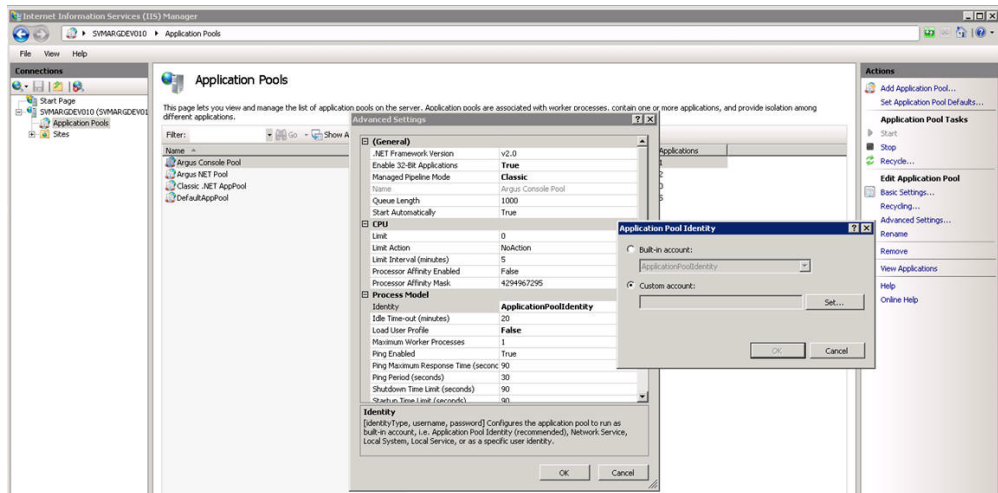 Internet Information Services (IIS) Manager
SVMARGDEV010 Application Pools
File View Help
Connections
Start Page
SVMARGDEV010 (SVMARGDEV01
Application Pools
Sites
Application Pools
This page lets you view and manage the list of application pools on the server. Application pools are associated with worker processes, contain one or more applications, and provide isolation among
different applications.
Filter: Go Show A
Name Applications
Argus Console Pool 1
Argus NET Pool 2
Classic .NET AppPool 0
DefaultAppPool 5
Advanced Settings
(General)
.NET Framework Version v2.0
Enable 32-Bit Applications True
Managed Pipeline Mode Classic
Name Argus Console Pool
Queue Length 1000
Start Automatically True
CPU
Limit 0
Limit Action NoAction
Limit Interval (minutes) 5
Processor Affinity Enabled False
Processor Affinity Mask 4294967295
Process Model
Identity ApplicationPoolIdentity
Idle Time-out (minutes) 20
Load User Profile False
Maximum Worker Processes 1
Ping Enabled True
Ping Maximum Response Time (seconc 90
Ping Period (seconds) 30
Shutdown Time Limit (seconds) 90
Startup Time Limit (seconds) 90
Identity
[identityType, username, password] Configures the application pool to run as
built-in account, i.e. Application Pool Identity (recommended), Network Service,
Local System, Local Service, or as a specific user identity.
OK Cancel
Application Pool Identity
Built-in account:
ApplicationPoolIdentity
Custom account:
Set...
OK Cancel
Actions
Add Application Pool...
Set Application Pool Defaults...
Application Pool Tasks
Start
Stop
Recycle...
Edit Application Pool
Basic Settings...
Recycling...
Advanced Settings...
Rename
Remove
View Applications
Help
Online Help